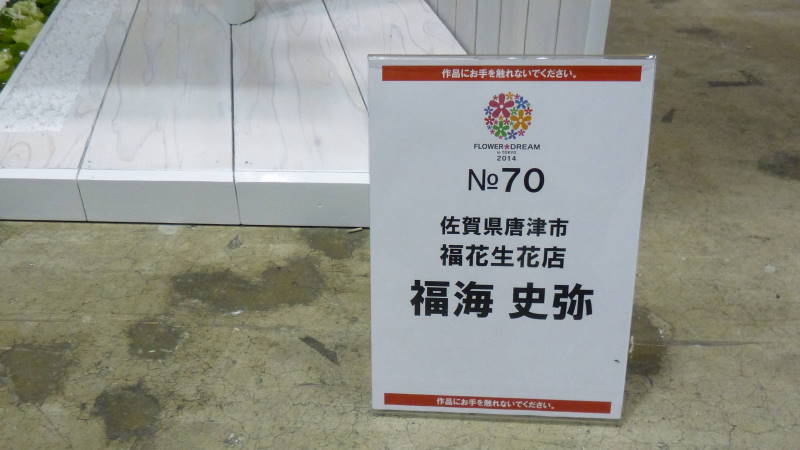 作品にお手を触れないでください。
FLOWER★DREAM
in TOKYO
2014
№70
佐賀県唐津市
福花生花店
福海 史弥
作品にお手を触れないでください。